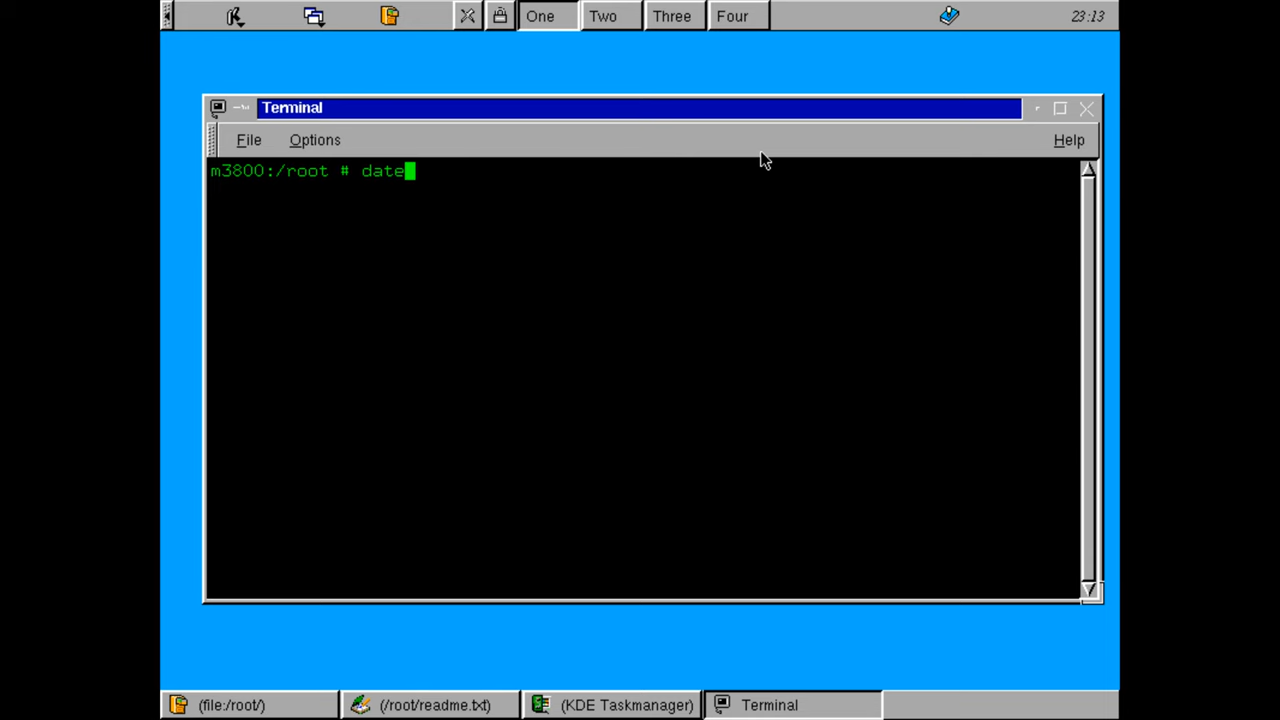 One Two Three Four 23:13
Terminal
File Options Help
m3800:/root # date
(file:/root/) (/root/readme.txt) (KDE Taskmanager) Terminal